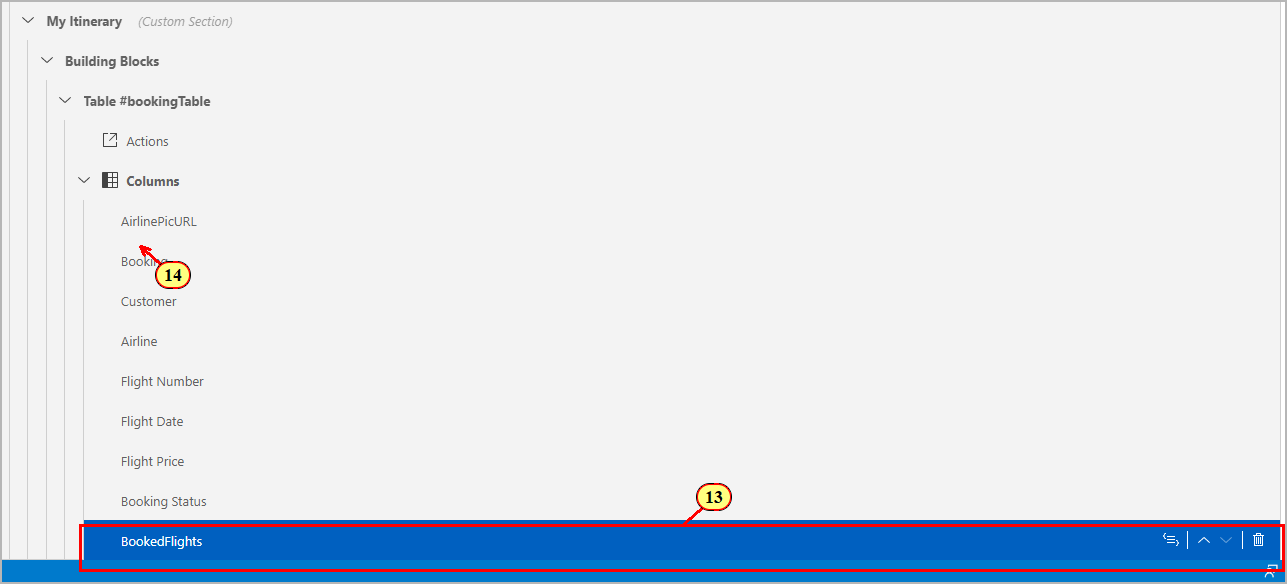 My Itinerary (Custom Section)
Building Blocks
Table #bookingTable
Actions
Columns
AirlinePicURL
Booking
14
Customer
Airline
Flight Number
Flight Date
Flight Price
Booking Status
13
BookedFlights